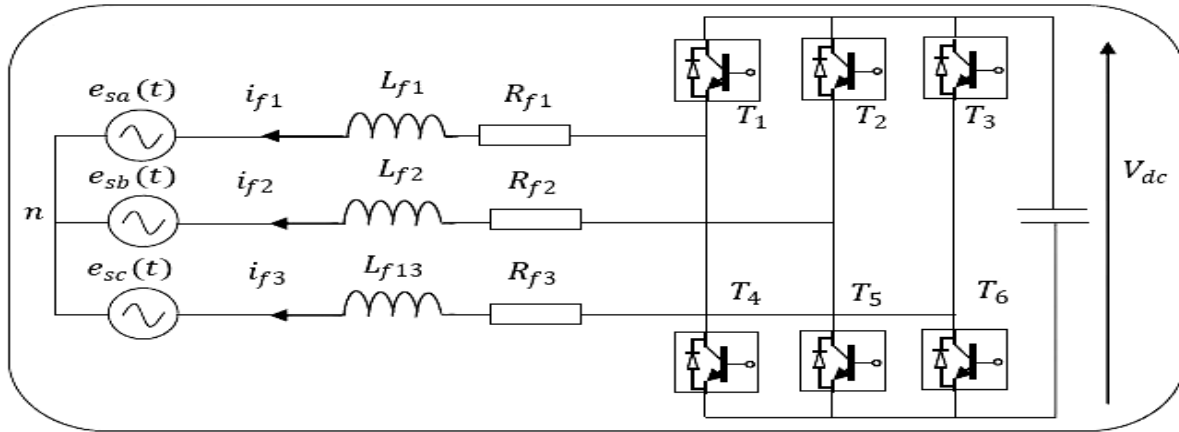 e_sa(t) i_f1 L_f1 R_f1 T_1 T_2 T_3
e_sb(t) i_f2 L_f2 R_f2 V_dc
n
e_sc(t) i_f3 L_f13 R_f3 T_4 T_5 T_6